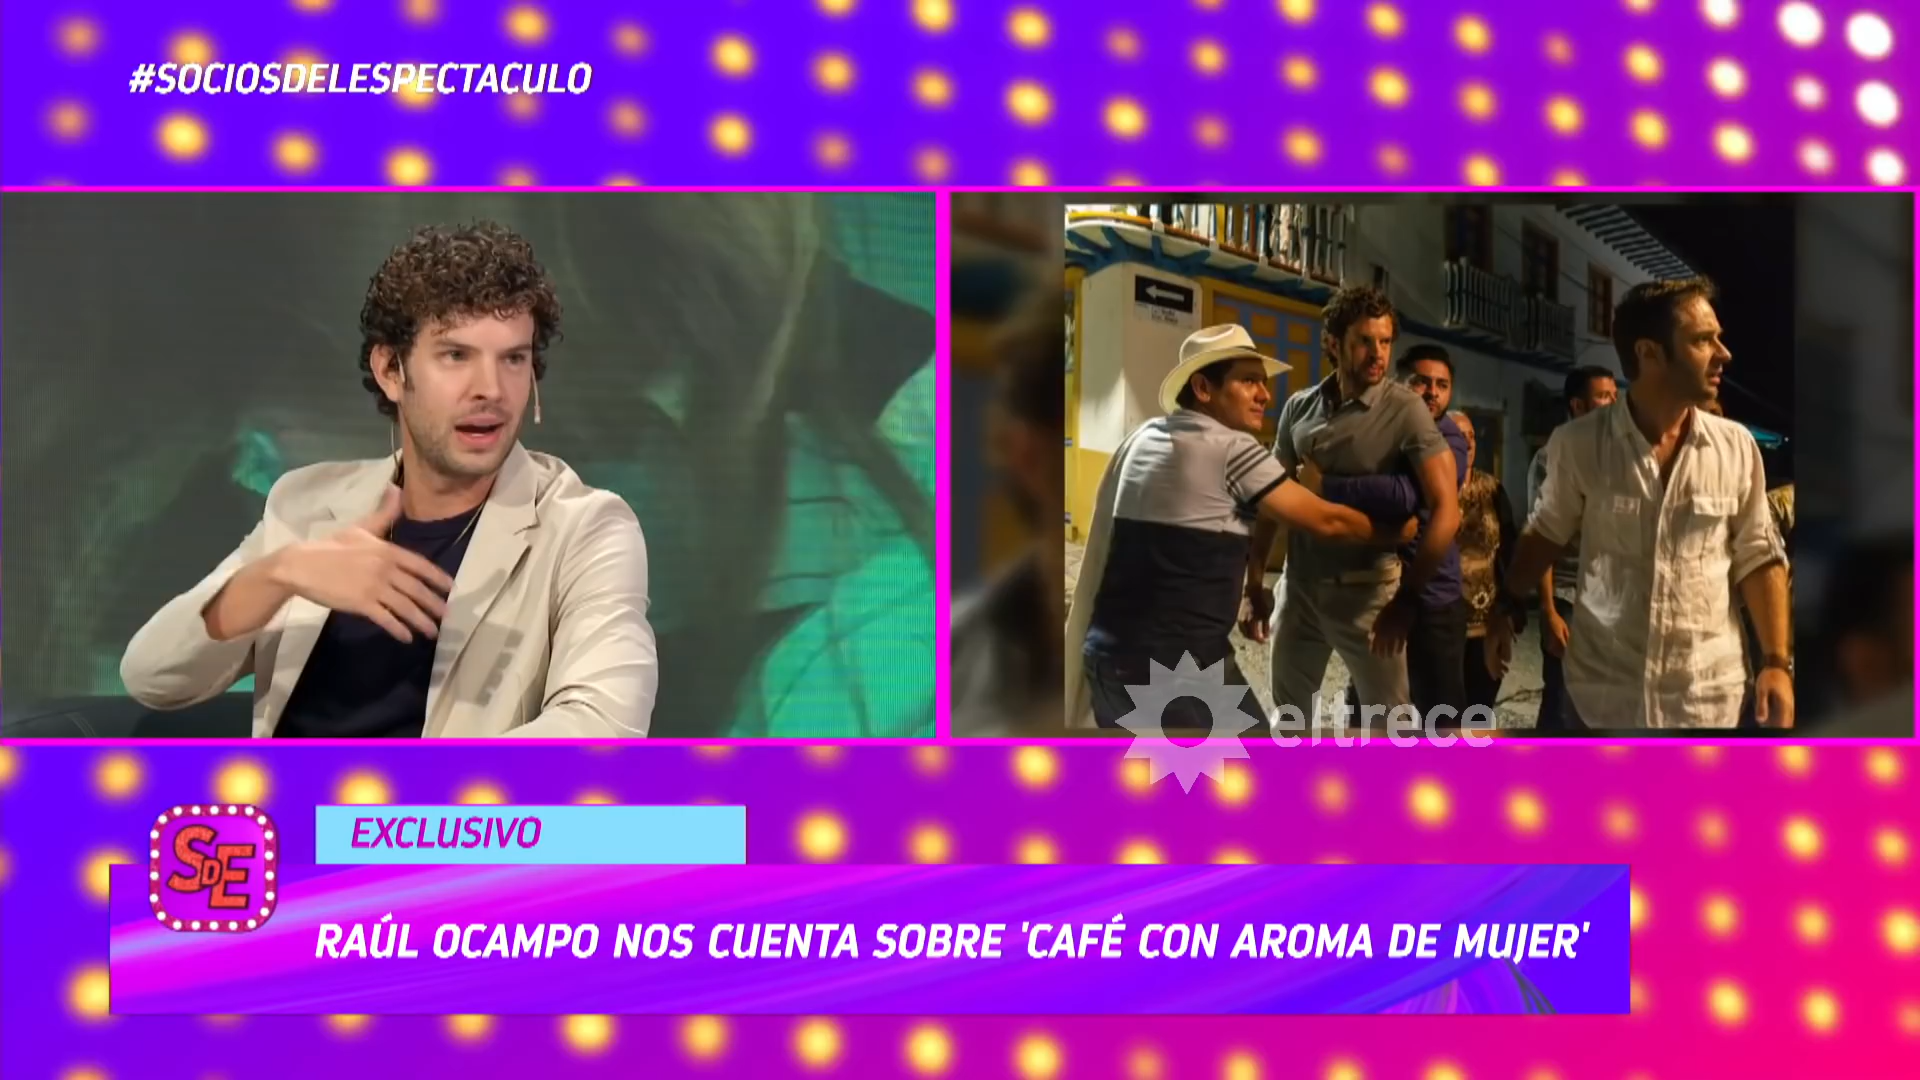 #SOCIOSDELESPECTACULO
eltrece
EXCLUSIVO
SDE
RAÚL OCAMPO NOS CUENTA SOBRE 'CAFÉ CON AROMA DE MUJER'